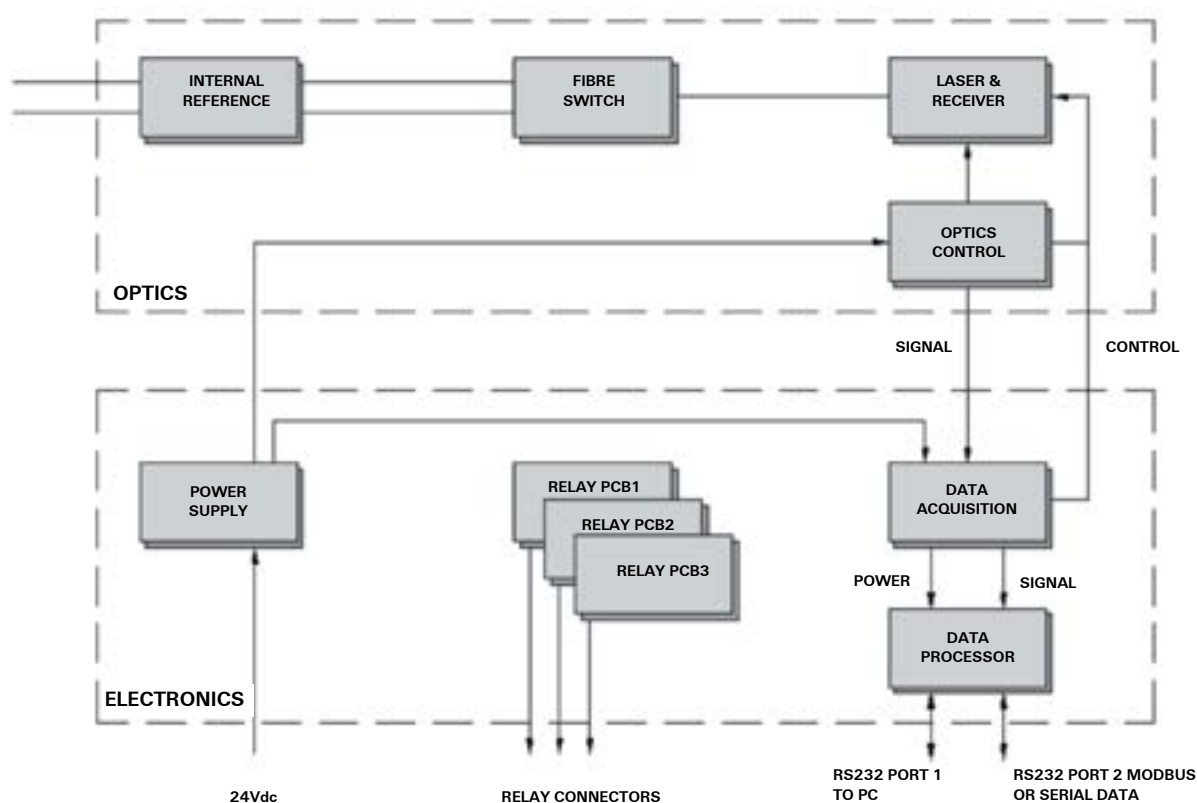 INTERNAL
REFERENCE
FIBRE
SWITCH
LASER &
RECEIVER
OPTICS
CONTROL
OPTICS
SIGNAL
CONTROL
POWER
SUPPLY
RELAY PCB1
RELAY PCB2
RELAY PCB3
DATA
ACQUISITION
POWER
SIGNAL
DATA
PROCESSOR
ELECTRONICS
24Vdc
RELAY CONNECTORS
RS232 PORT 1
TO PC
RS232 PORT 2 MODBUS
OR SERIAL DATA